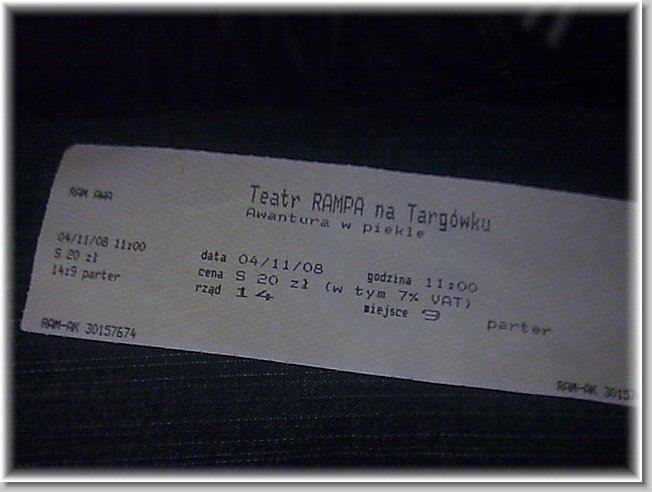 RAM AWA
04/11/08 11:00
S 20 zł
14:9 parter
RAM-AK 30157674
Teatr RAMPA na Targówku
Awantura w piekle
data 04/11/08 godzina 11:00
cena S 20 zł (w tym 7% VAT)
rząd 14 miejsce 9 parter
RAM-AK 3015